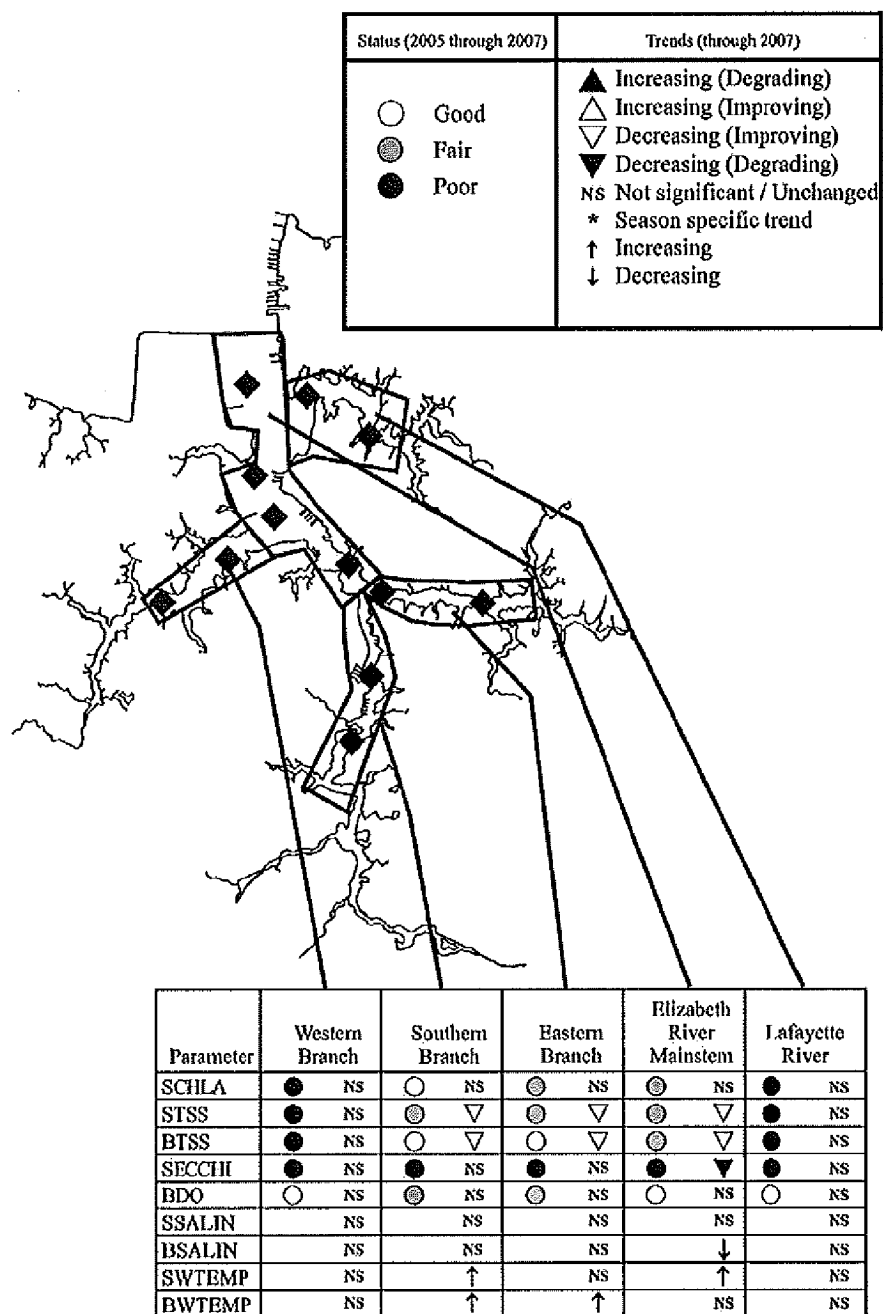 Status (2005 through 2007) Trends (through 2007)
Good
Fair
Poor
Increasing (Degrading)
Increasing (Improving)
Decreasing (Improving)
Decreasing (Degrading)
NS Not significant / Unchanged
* Season specific trend
↑ Increasing
↓ Decreasing
Parameter Western Branch Southern Branch Eastern Branch Elizabeth River Mainstem Lafayette River
SCHLA NS NS NS NS NS
STSS NS NS
BTSS NS NS
SECCHI NS NS NS NS
BDO NS NS NS NS NS
SSALIN NS NS NS NS NS
BSALIN NS NS NS ↓ NS
SWTEMP NS ↑ NS ↑ NS
BWTEMP NS ↑ ↑ NS NS